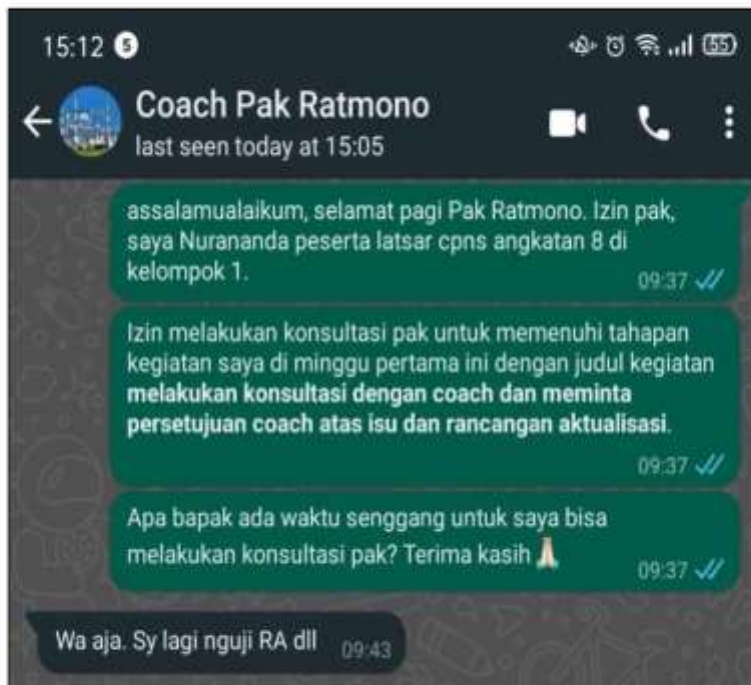 15:12 5 55
Coach Pak Ratmono
last seen today at 15:05
assalamualaikum, selamat pagi Pak Ratmono. Izin pak,
saya Nurananda peserta latsar cpns angkatan 8 di
kelompok 1.
09:37
Izin melakukan konsultasi pak untuk memenuhi tahapan
kegiatan saya di minggu pertama ini dengan judul kegiatan
melakukan konsultasi dengan coach dan meminta
persetujuan coach atas isu dan rancangan aktualisasi.
09:37
Apa bapak ada waktu senggang untuk saya bisa
melakukan konsultasi pak? Terima kasih 🙏🏻
09:37
Wa aja. Sy lagi nguji RA dll 09:43